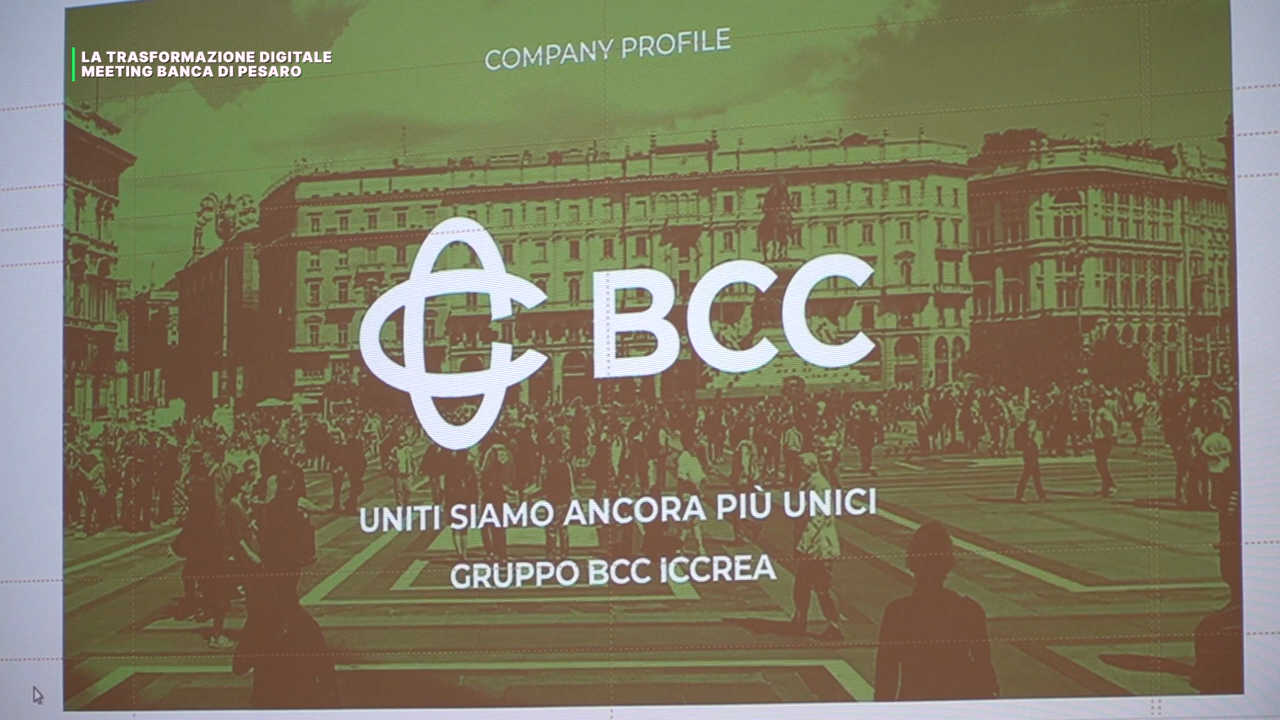 LA TRASFORMAZIONE DIGITALE
MEETING BANCA DI PESARO
COMPANY PROFILE
BCC
UNITI SIAMO ANCORA PIÙ UNICI
GRUPPO BCC ICCREA